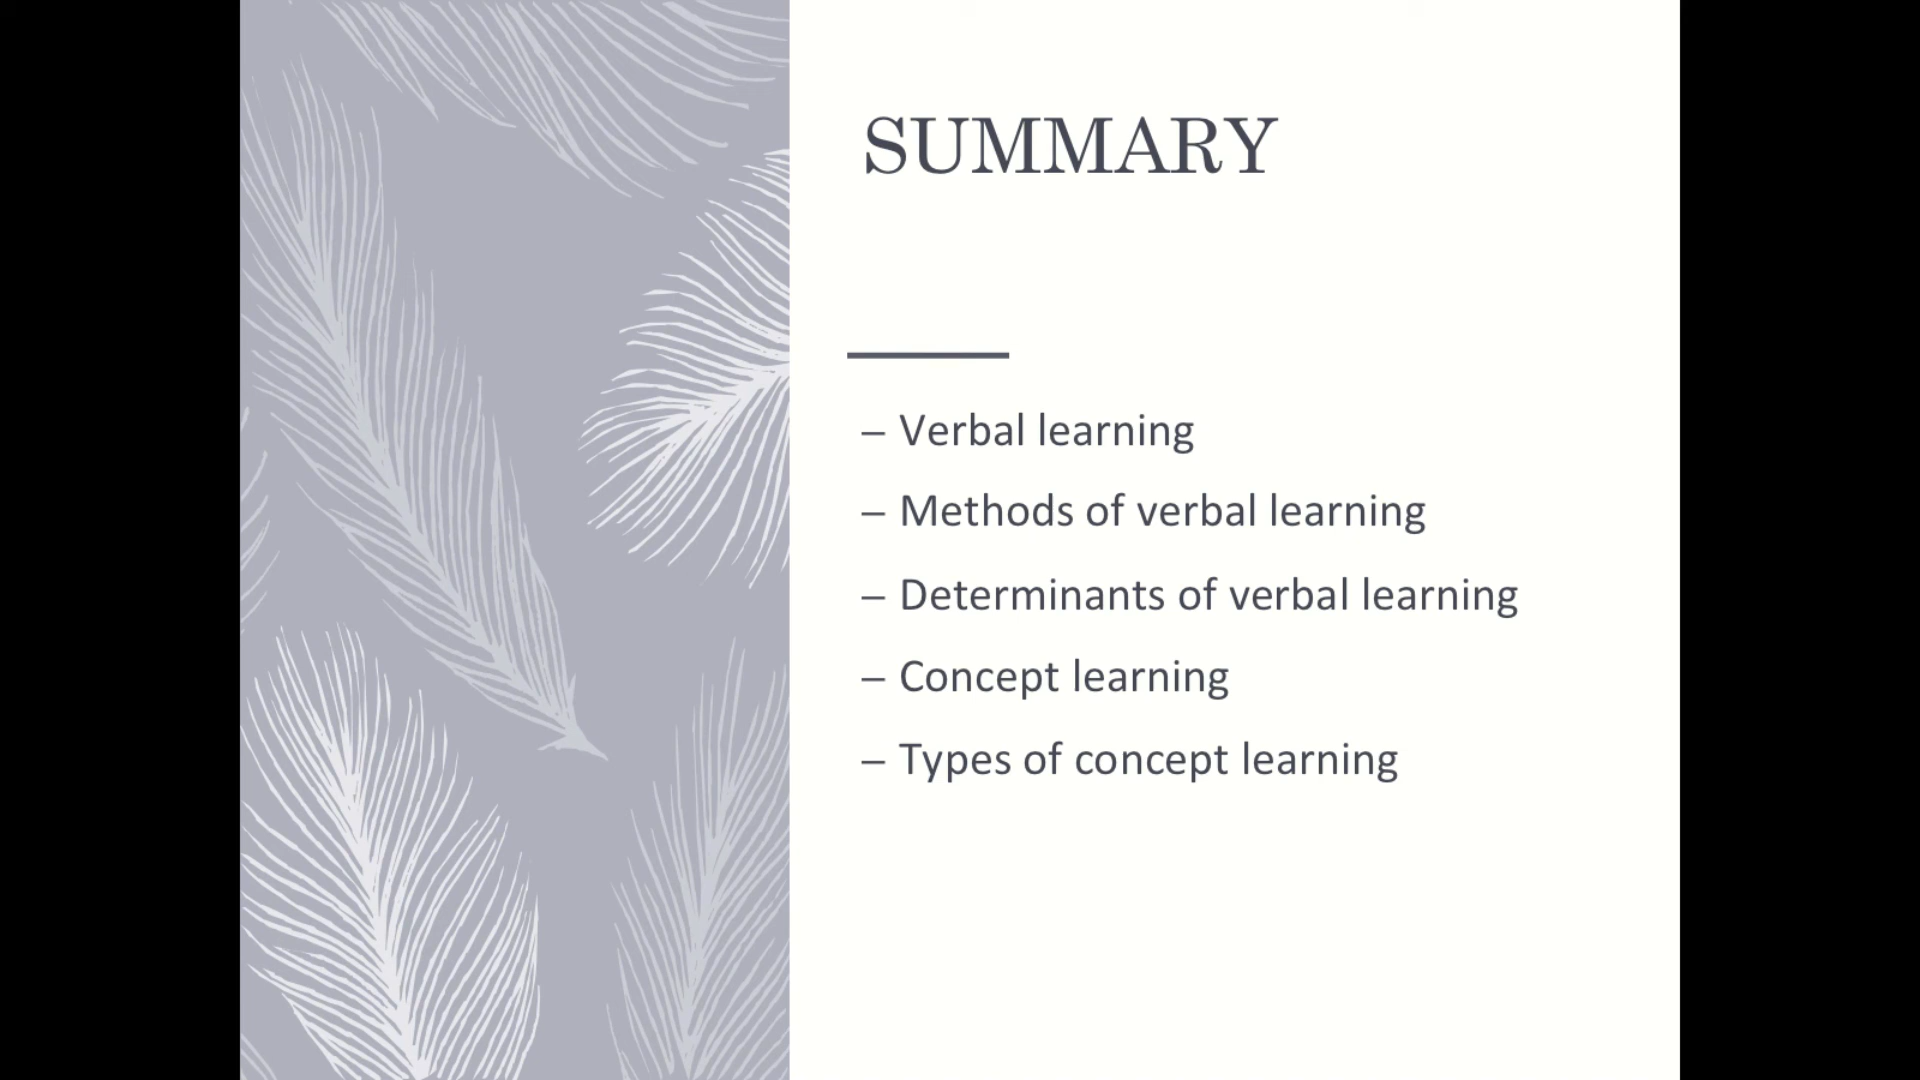 SUMMARY
– Verbal learning
– Methods of verbal learning
– Determinants of verbal learning
– Concept learning
– Types of concept learning